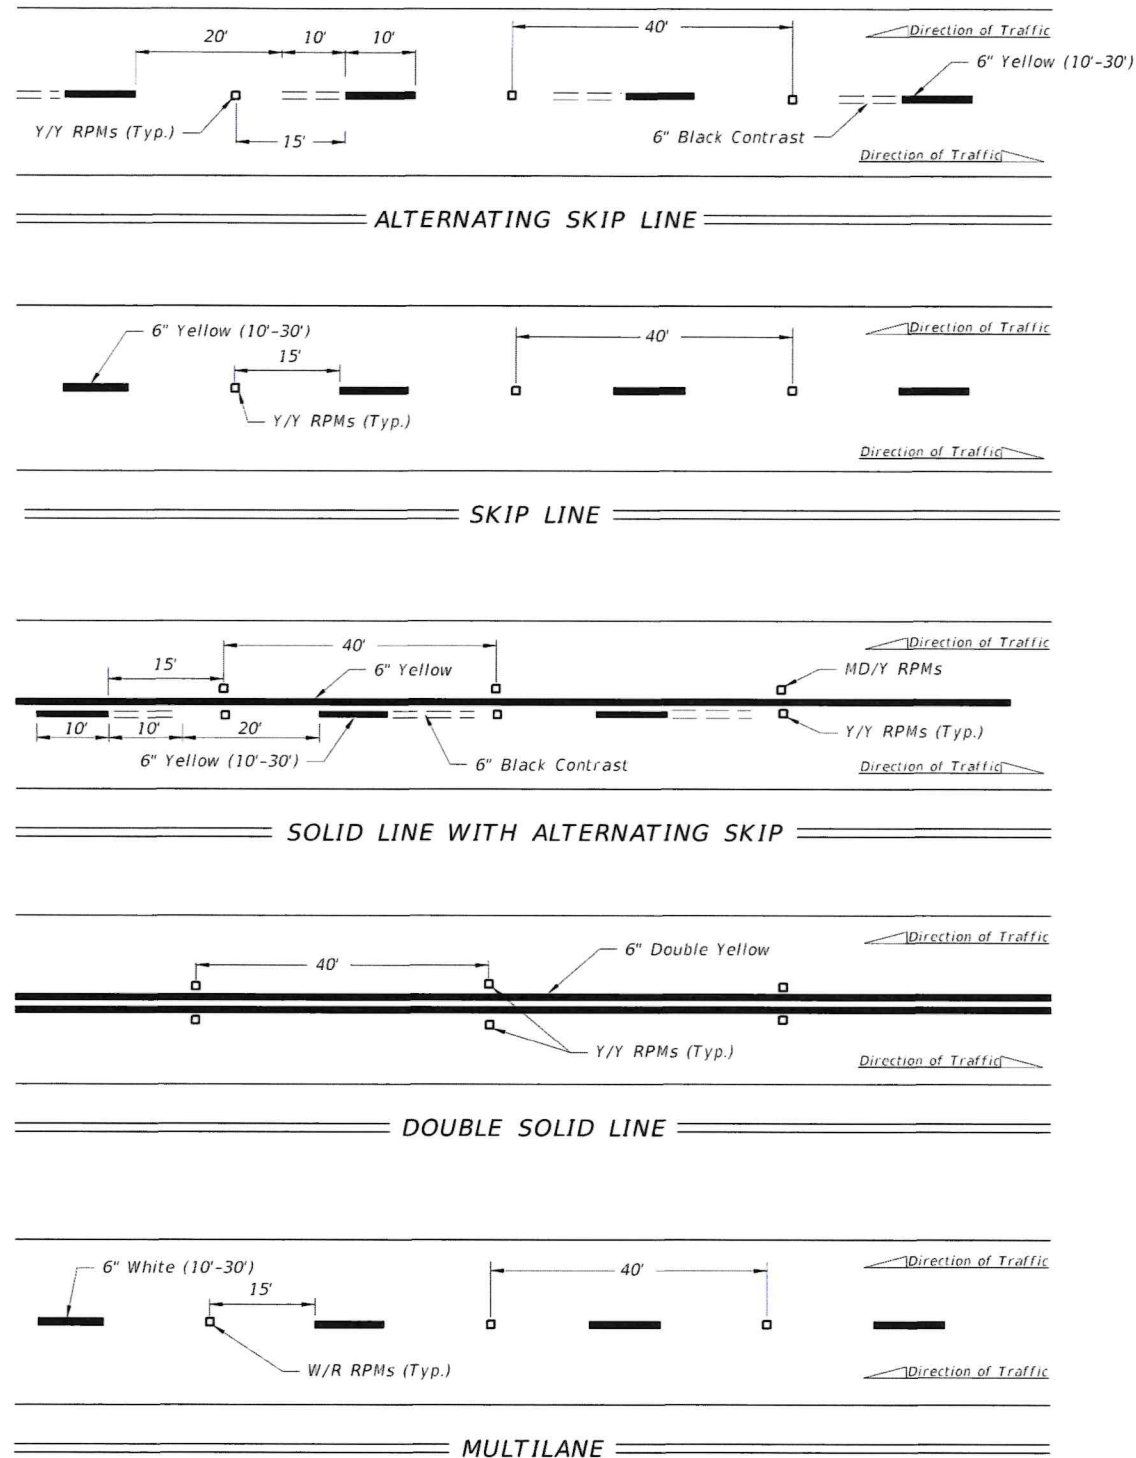 20' 10' 10' 40' Direction of Traffic
6" Yellow (10'-30')
Y/Y RPMs (Typ.) 15' 6" Black Contrast
Direction of Traffic
ALTERNATING SKIP LINE
6" Yellow (10'-30') 40' Direction of Traffic
15'
Y/Y RPMs (Typ.)
Direction of Traffic
SKIP LINE
40' Direction of Traffic
15' 6" Yellow MD/Y RPMs
10' 10' 20' Y/Y RPMs (Typ.)
6" Yellow (10'-30') 6" Black Contrast Direction of Traffic
SOLID LINE WITH ALTERNATING SKIP
Direction of Traffic
40' 6" Double Yellow
Y/Y RPMs (Typ.)
Direction of Traffic
DOUBLE SOLID LINE
6" White (10'-30') 40' Direction of Traffic
15'
W/R RPMs (Typ.) Direction of Traffic
MULTILANE